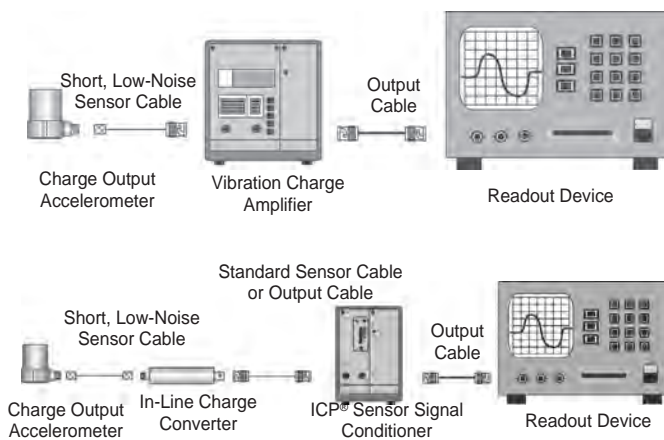 Short, Low-Noise
Sensor Cable
Output
Cable
Charge Output
Accelerometer
Vibration Charge
Amplifier
Readout Device
Standard Sensor Cable
or Output Cable
Short, Low-Noise
Sensor Cable
Output
Cable
Charge Output
Accelerometer
In-Line Charge
Converter
ICP® Sensor Signal
Conditioner
Readout Device